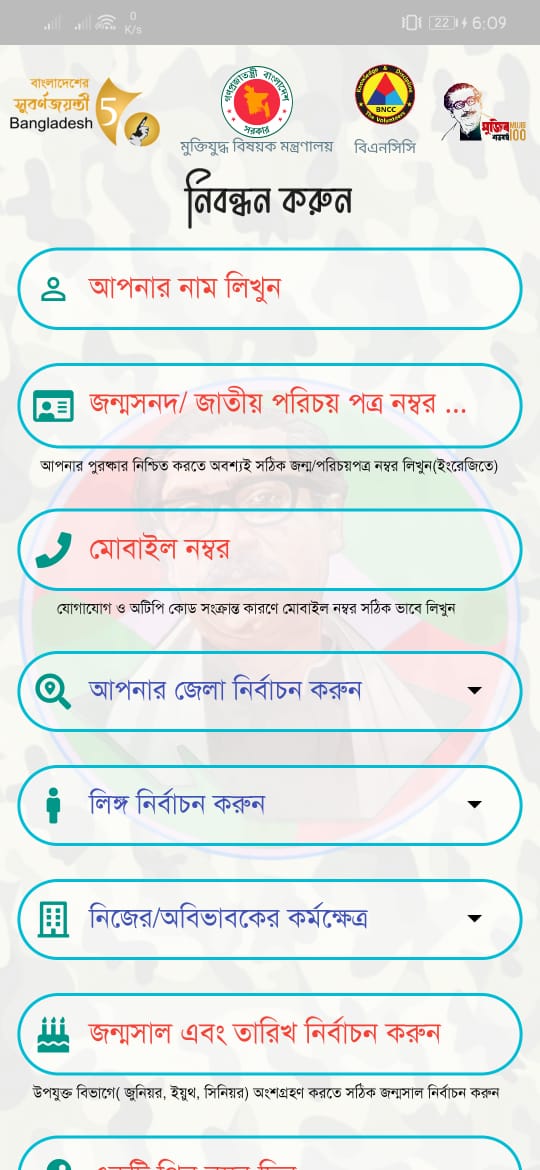 0
K/s
22
6:09
বাংলাদেশের
সুবর্ণজয়ন্তী
Bangladesh
5
গণপ্রজাতন্ত্রী বাংলাদেশ
সরকার
মুক্তিযুদ্ধ বিষয়ক মন্ত্রণালয়
Knowledge & Discipline
BNCC
The Volunteers
বিএনসিসি
মুজিব
শতবর্ষ
MUJIB
100
নিবন্ধন করুন
আপনার নাম লিখুন
জন্মসনদ/ জাতীয় পরিচয় পত্র নম্বর ...
আপনার পুরষ্কার নিশ্চিত করতে অবশ্যই সঠিক জন্ম/পরিচয়পত্র নম্বর লিখুন(ইংরেজিতে)
মোবাইল নম্বর
যোগাযোগ ও অটিপি কোড সংক্রান্ত কারণে মোবাইল নম্বর সঠিক ভাবে লিখুন
আপনার জেলা নির্বাচন করুন
লিঙ্গ নির্বাচন করুন
নিজের/অবিভাবকের কর্মক্ষেত্র
জন্মসাল এবং তারিখ নির্বাচন করুন
উপযুক্ত বিভাগে( জুনিয়র, ইয়ুথ, সিনিয়র) অংশগ্রহণ করতে সঠিক জন্মসাল নির্বাচন করুন